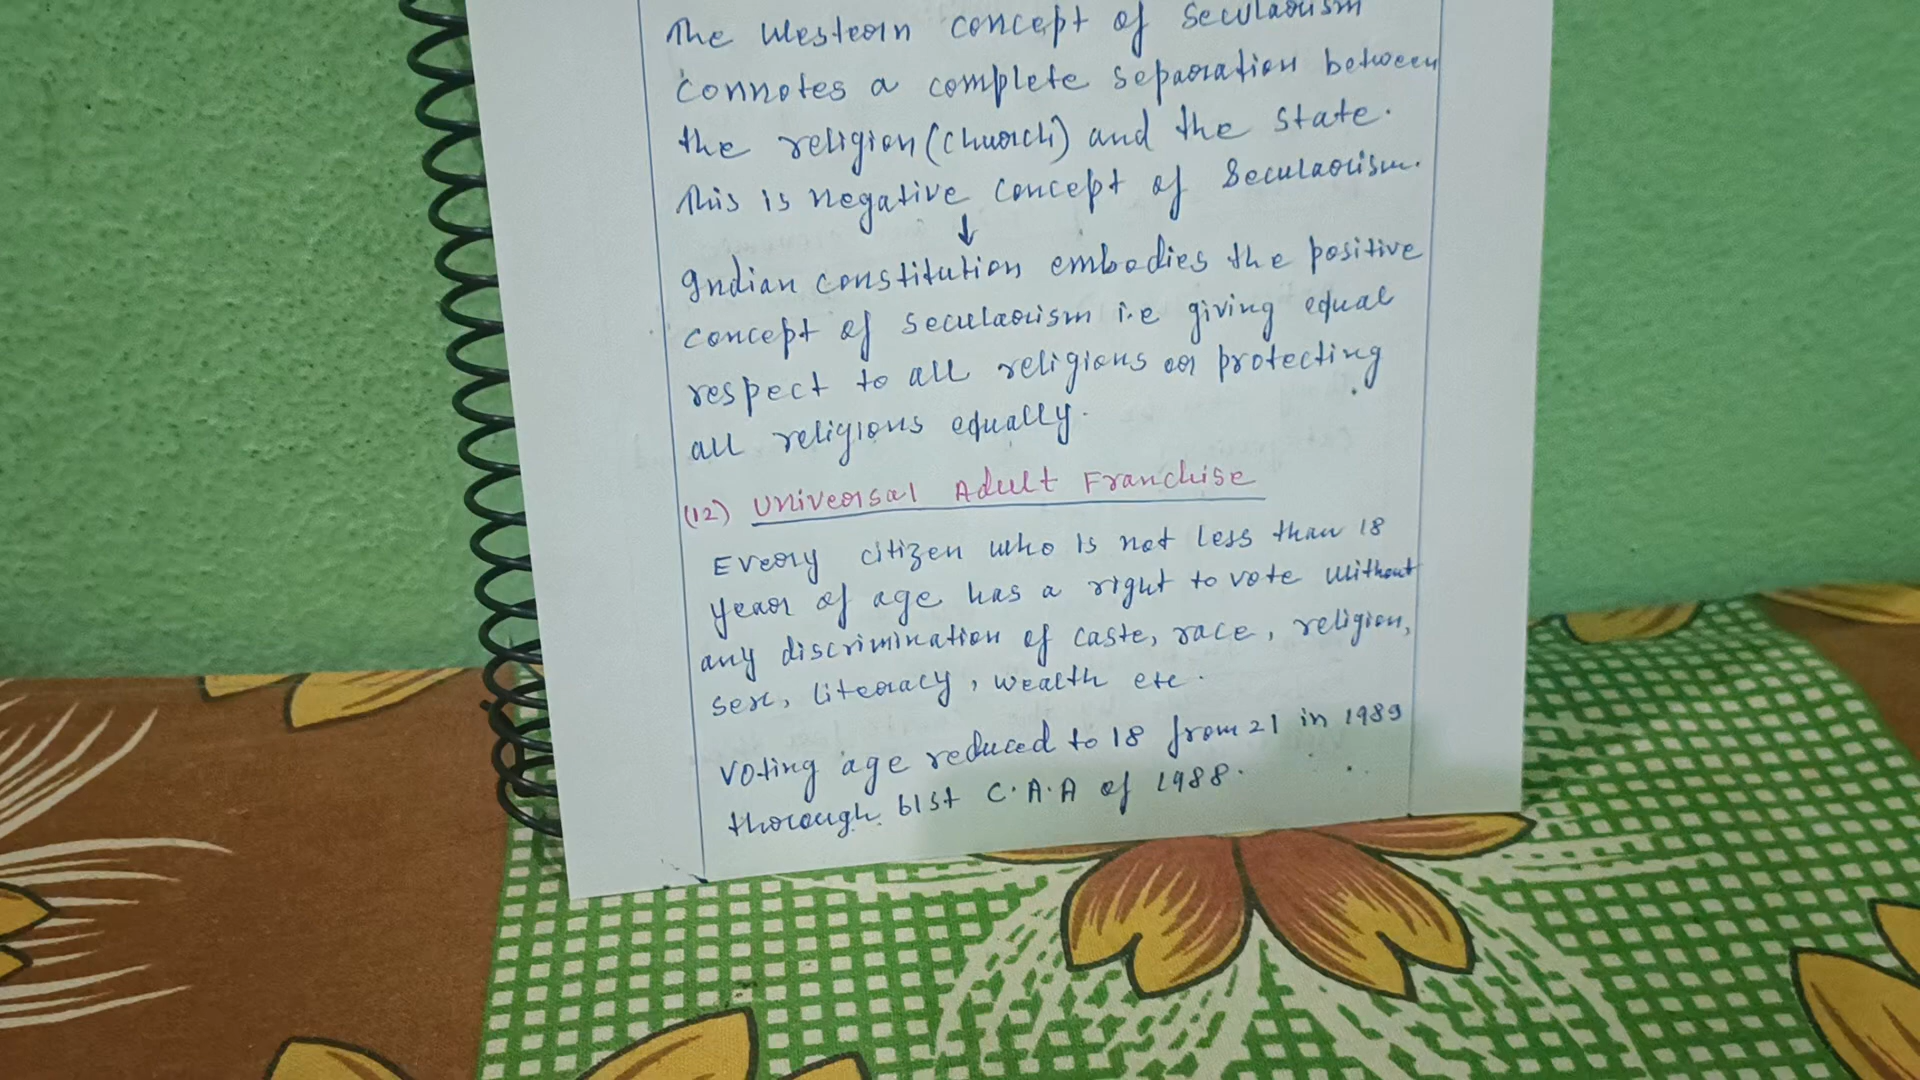 The Western concept of Secularism
connotes a complete separation between
the religion (church) and the state.
This is negative concept of Secularism.
↓
Indian constitution embodies the positive
concept of secularism i.e giving equal
respect to all religions or protecting
all religions equally.
(12) Universal Adult Franchise
Every citizen who is not less than 18
year of age has a right to vote without
any discrimination of caste, race, religion,
sex, literacy, wealth etc.
Voting age reduced to 18 from 21 in 1989
thorough 61st C.A.A of 1988.